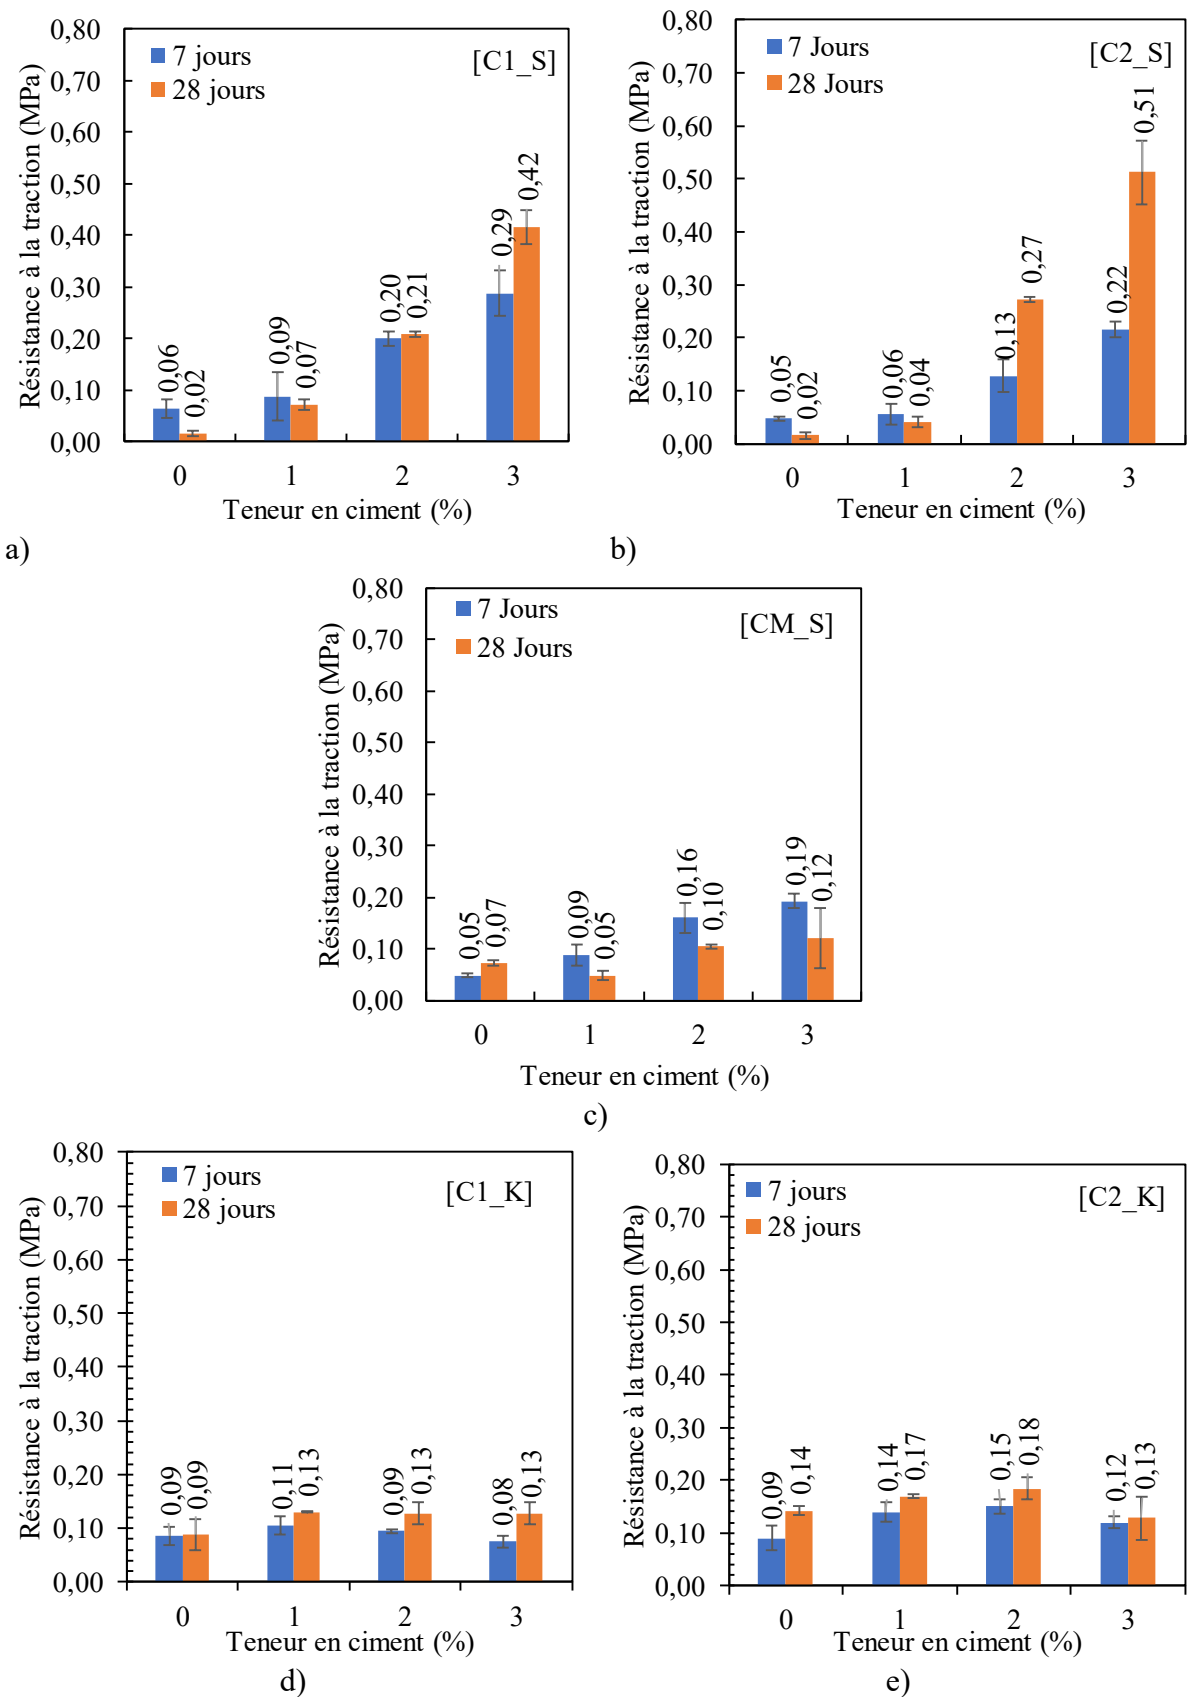 0,80
0,70
0,60
0,50
0,40
0,30
0,20
0,10
0,00
Résistance à la traction (MPa)
7 jours
28 jours
[C1_S]
0,06
0,02
0,09
0,07
0,20
0,21
0,29
0,42
0 1 2 3
Teneur en ciment (%)
a)
0,80
0,70
0,60
0,50
0,40
0,30
0,20
0,10
0,00
Résistance à la traction (MPa)
7 Jours
28 Jours
[C2_S]
0,05
0,02
0,06
0,04
0,13
0,27
0,22
0,51
0 1 2 3
Teneur en ciment (%)
b)
0,80
0,70
0,60
0,50
0,40
0,30
0,20
0,10
0,00
Résistance à la traction (MPa)
7 Jours
28 Jours
[CM_S]
0,05
0,07
0,09
0,05
0,16
0,10
0,19
0,12
0 1 2 3
Teneur en ciment (%)
c)
0,80
0,70
0,60
0,50
0,40
0,30
0,20
0,10
0,00
Résistance à la traction (MPa)
7 jours
28 jours
[C1_K]
0,09
0,09
0,11
0,13
0,09
0,13
0,08
0,13
0 1 2 3
Teneur en ciment (%)
d)
0,80
0,70
0,60
0,50
0,40
0,30
0,20
0,10
0,00
Résistance à la traction (MPa)
7 jours
28 jours
[C2_K]
0,09
0,14
0,14
0,17
0,15
0,18
0,12
0,13
0 1 2 3
Teneur en ciment (%)
e)